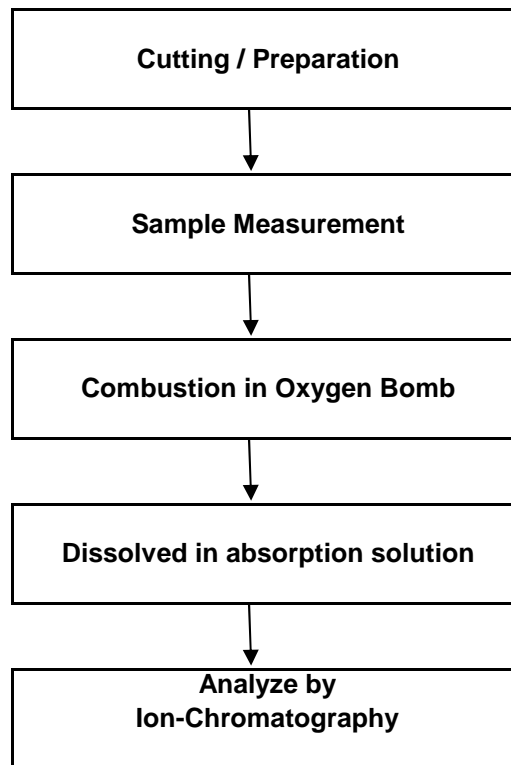 Cutting / Preparation
Sample Measurement
Combustion in Oxygen Bomb
Dissolved in absorption solution
Analyze by
Ion-Chromatography